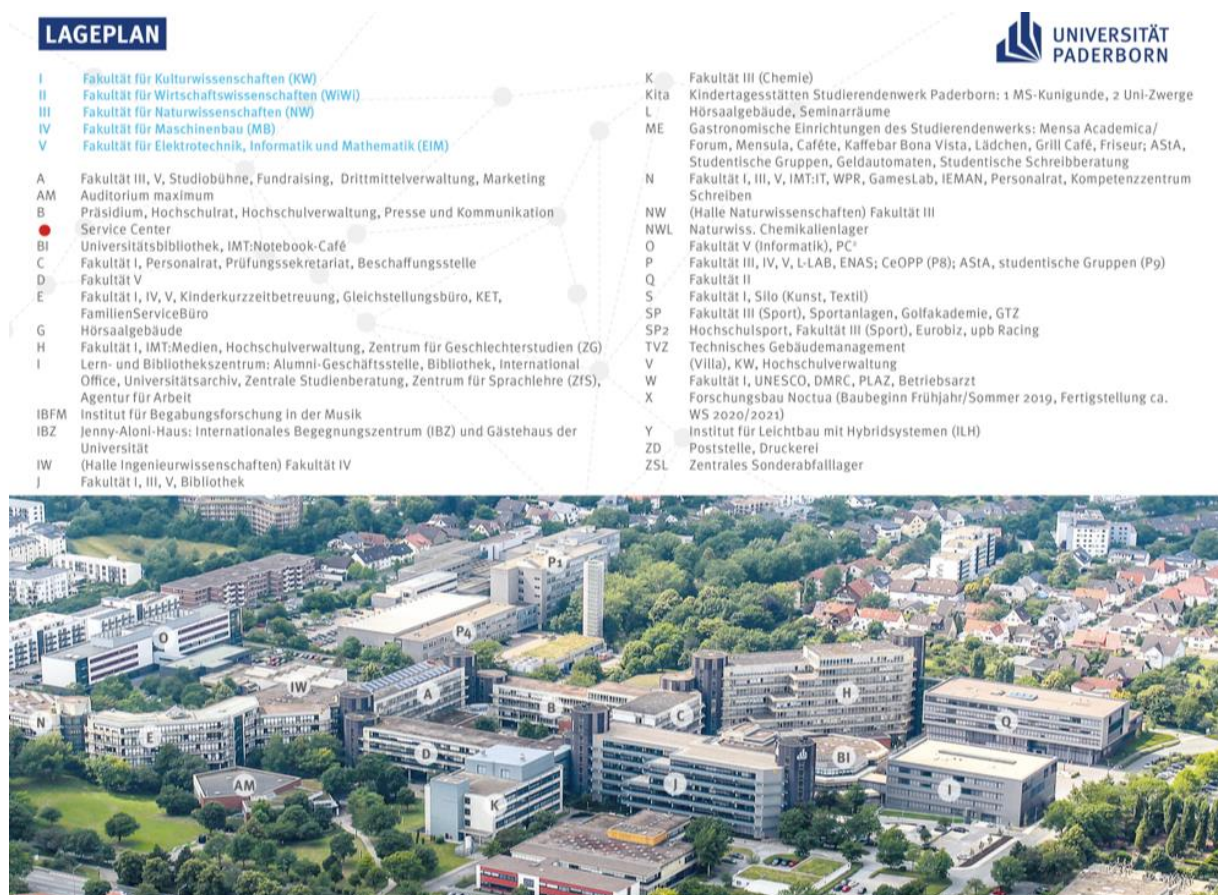 LAGEPLAN
UNIVERSITÄT
PADERBORN
I Fakultät für Kulturwissenschaften (KW)
II Fakultät für Wirtschaftswissenschaften (WiWi)
III Fakultät für Naturwissenschaften (NW)
IV Fakultät für Maschinenbau (MB)
V Fakultät für Elektrotechnik, Informatik und Mathematik (EIM)
A Fakultät III, V, Studiobühne, Fundraising, Drittmittelverwaltung, Marketing
AM Auditorium maximum
B Präsidium, Hochschulrat, Hochschulverwaltung, Presse und Kommunikation
Service Center
BI Universitätsbibliothek, IMT:Notebook-Café
C Fakultät I, Personalrat, Prüfungssekretariat, Beschaffungsstelle
D Fakultät V
E Fakultät I, IV, V, Kinderkurzzeitbetreuung, Gleichstellungsbüro, KET,
FamilienServiceBüro
G Hörsaalgebäude
H Fakultät I, IMT:Medien, Hochschulverwaltung, Zentrum für Geschlechterstudien (ZG)
I Lern- und Bibliothekszentrum: Alumni-Geschäftsstelle, Bibliothek, International
Office, Universitätsarchiv, Zentrale Studienberatung, Zentrum für Sprachlehre (ZfS),
Agentur für Arbeit
IBFM Institut für Begabungsforschung in der Musik
IBZ Jenny-Aloni-Haus: Internationales Begegnungszentrum (IBZ) und Gästehaus der
Universität
IW (Halle Ingenieurwissenschaften) Fakultät IV
J Fakultät I, III, V, Bibliothek
K Fakultät III (Chemie)
Kita Kindertagesstätten Studierendenwerk Paderborn: 1 MS-Kunigunde, 2 Uni-Zwerge
L Hörsaalgebäude, Seminarräume
ME Gastronomische Einrichtungen des Studierendenwerks: Mensa Academica/
Forum, Mensula, Caféte, Kaffebar Bona Vista, Lädchen, Grill Café, Friseur; AStA,
Studentische Gruppen, Geldautomaten, Studentische Schreibberatung
N Fakultät I, III, V, IMT:IT, WPR, GamesLab, IEMAN, Personalrat, Kompetenzzentrum
Schreiben
NW (Halle Naturwissenschaften) Fakultät III
NWL Naturwiss. Chemikalienlager
O Fakultät V (Informatik), PC²
P Fakultät III, IV, V, L-LAB, ENAS; CeOPP (P8); AStA, studentische Gruppen (P9)
Q Fakultät II
S Fakultät I, Silo (Kunst, Textil)
SP Fakultät III (Sport), Sportanlagen, Golfakademie, GTZ
SP2 Hochschulsport, Fakultät III (Sport), Eurobiz, upb Racing
TVZ Technisches Gebäudemanagement
V (Villa), KW, Hochschulverwaltung
W Fakultät I, UNESCO, DMRC, PLAZ, Betriebsarzt
X Forschungsbau Noctua (Baubeginn Frühjahr/Sommer 2019, Fertigstellung ca.
WS 2020/2021)
Y Institut für Leichtbau mit Hybridsystemen (ILH)
ZD Poststelle, Druckerei
ZSL Zentrales Sonderabfalllager
P1
P4
O
IW
A
B
C
H
N
E
D
Q
AM
K
J
BI
I